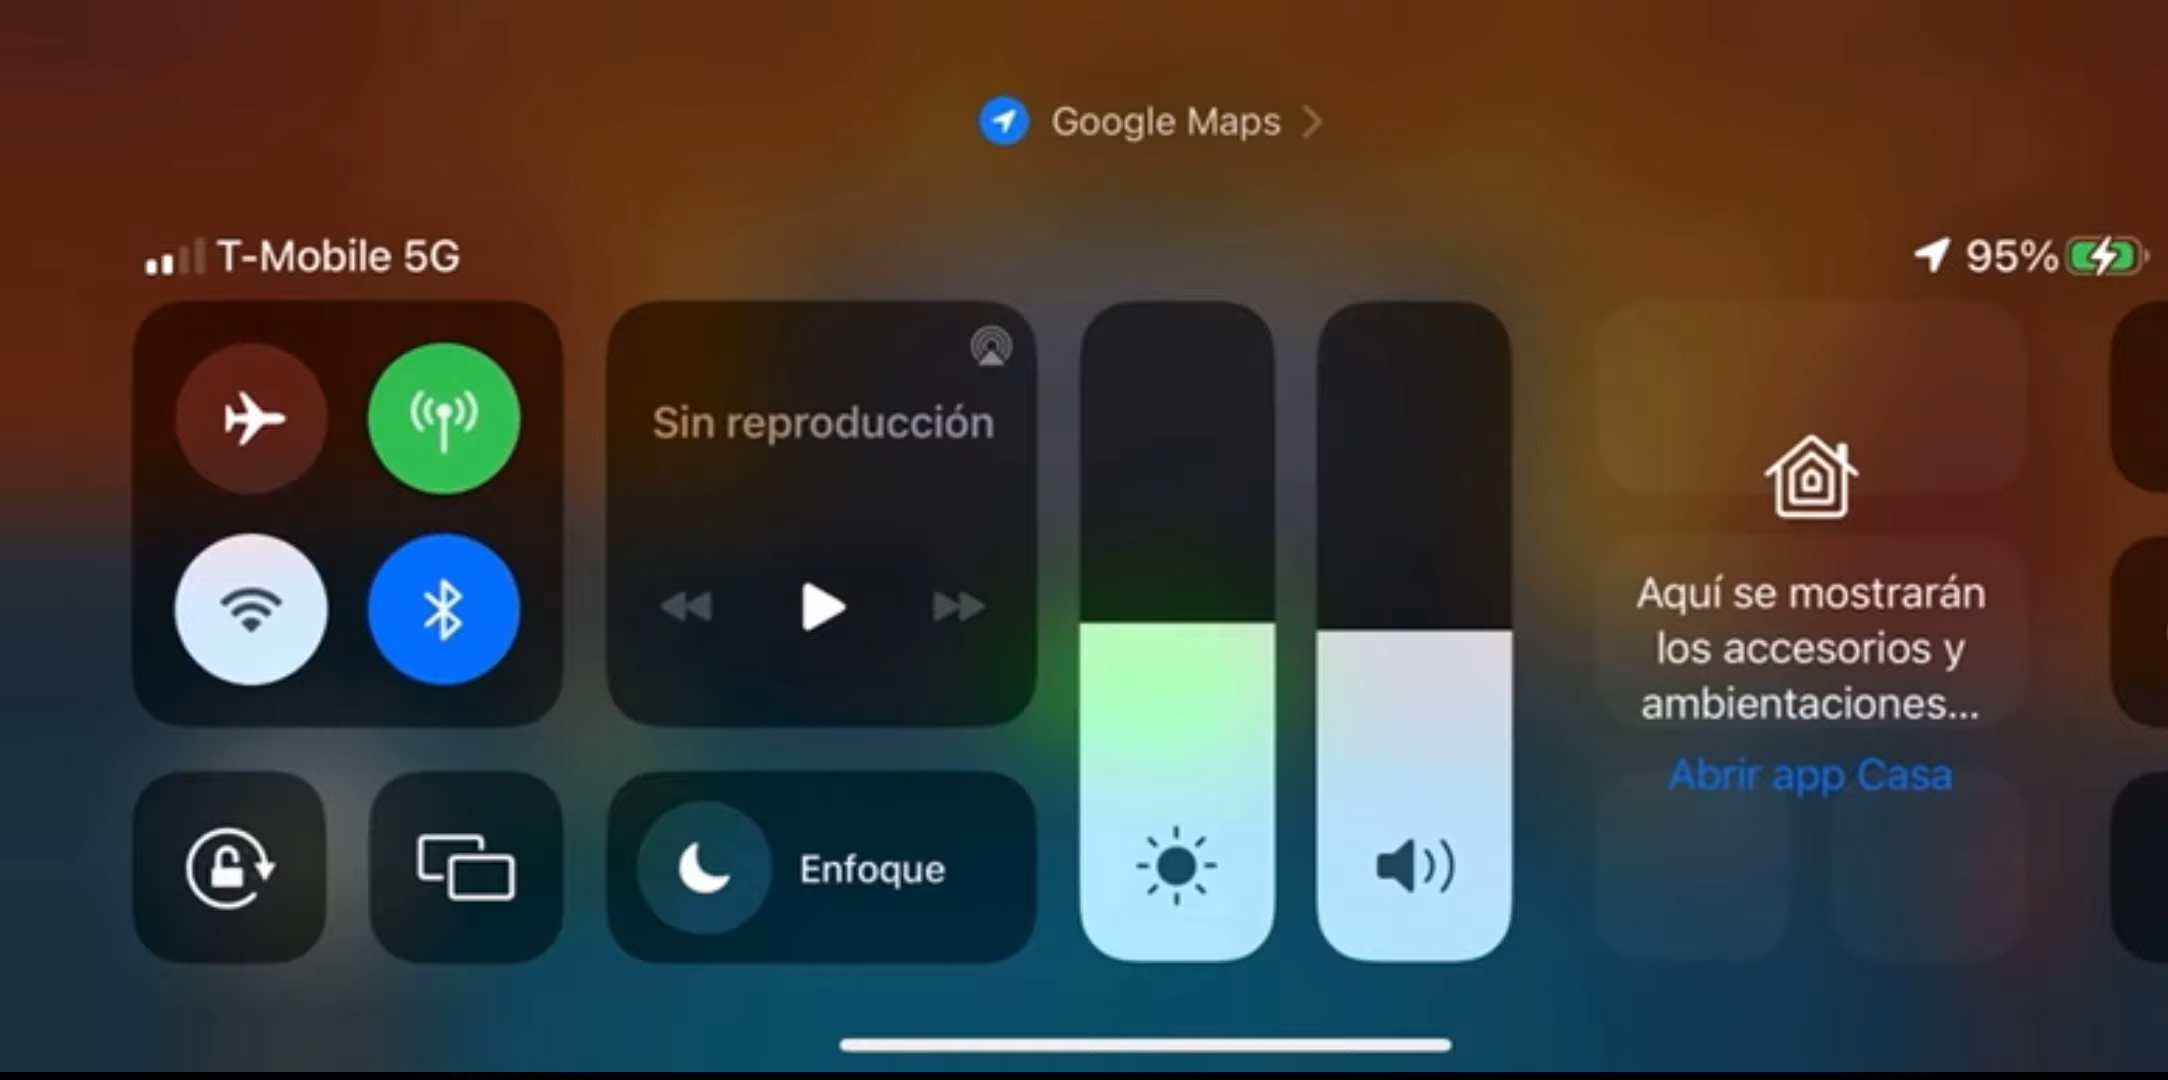 Google Maps
T-Mobile 5G
95%
Sin reproducción
Aquí se mostrarán
los accesorios y
ambientaciones...
Abrir app Casa
Enfoque